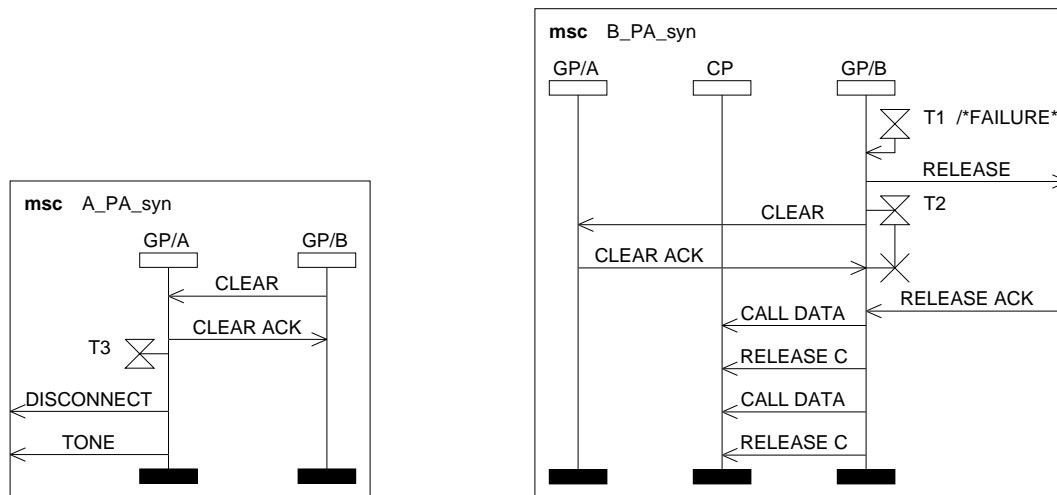 msc A_PA_syn
GP/A GP/B
CLEAR
CLEAR ACK
T3
DISCONNECT
TONE
msc B_PA_syn
GP/A CP GP/B
T1 /*FAILURE*
RELEASE
T2
CLEAR
CLEAR ACK
RELEASE ACK
CALL DATA
RELEASE C
CALL DATA
RELEASE C